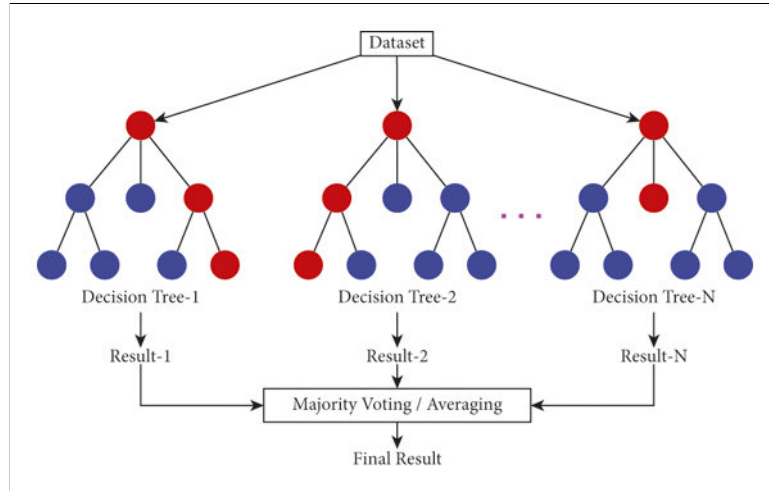 Dataset
Decision Tree-1
Decision Tree-2
Decision Tree-N
Result-1
Result-2
Result-N
Majority Voting / Averaging
Final Result